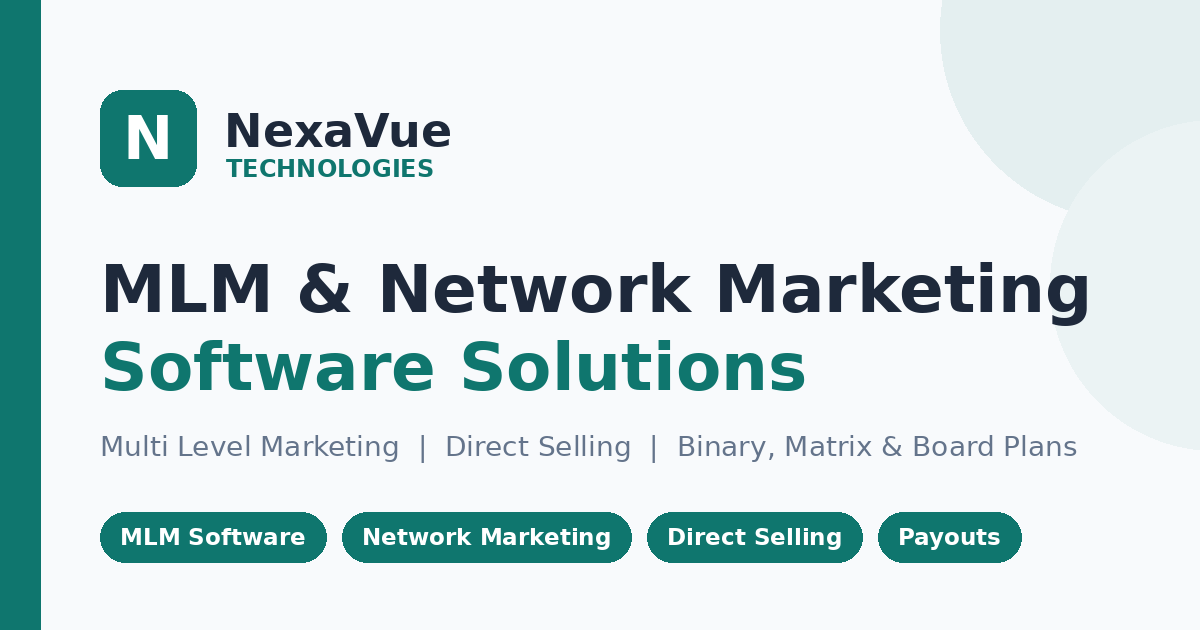 N
NexaVue
TECHNOLOGIES
MLM & Network Marketing
Software Solutions
Multi Level Marketing | Direct Selling | Binary, Matrix & Board Plans
MLM Software
Network Marketing
Direct Selling
Payouts